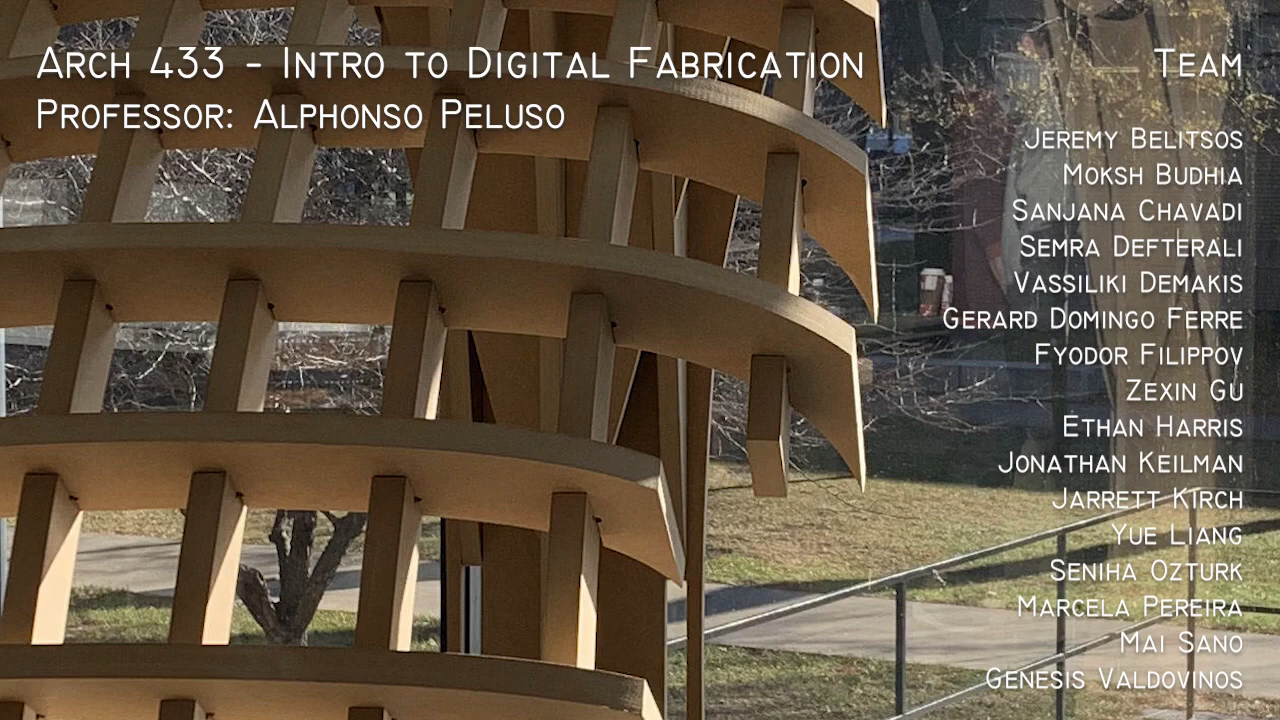 Arch 433 - Intro to Digital Fabrication
Professor: Alphonso Peluso
Team
Jeremy Belitsos
Moksh Budhia
Sanjana Chavadi
Semra Defterali
Vassiliki Demakis
Gerard Domingo Ferre
Fyodor Filippov
Zexin Gu
Ethan Harris
Jonathan Keilman
Jarrett Kirch
Yue Liang
Seniha Ozturk
Marcela Pereira
Mai Sano
Genesis Valdovinos